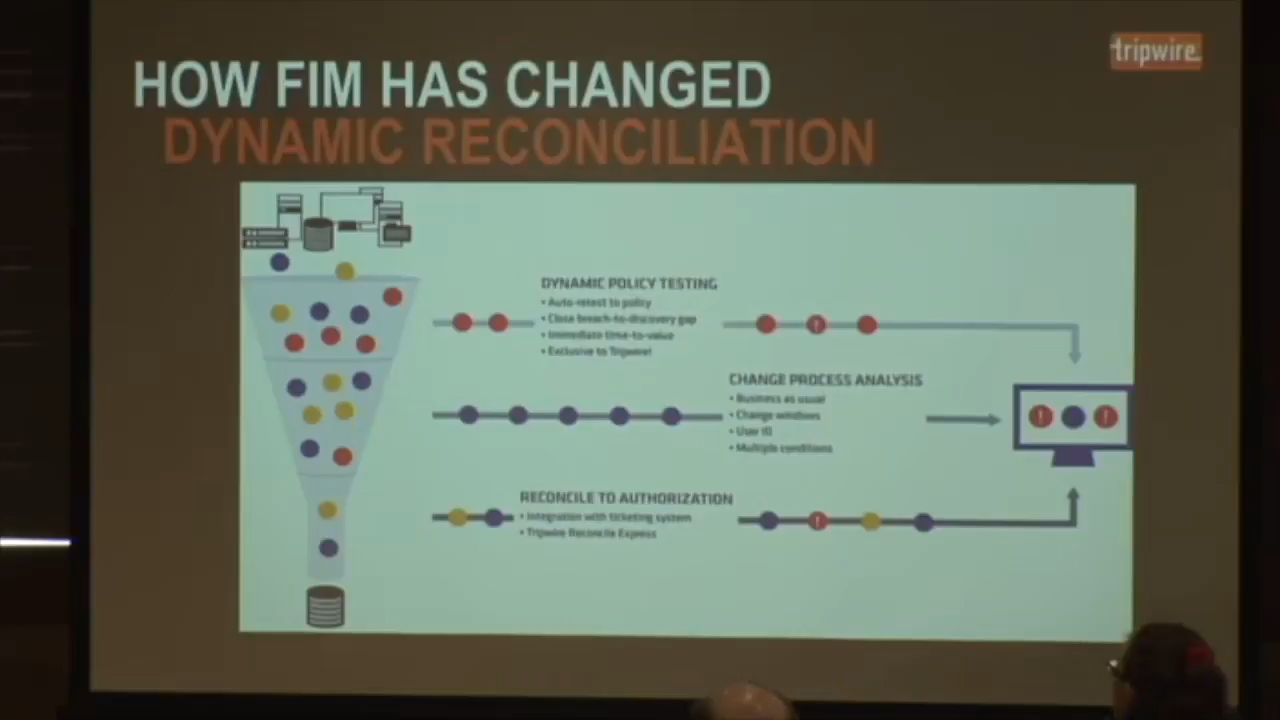 tripwire
HOW FIM HAS CHANGED
DYNAMIC RECONCILIATION
DYNAMIC POLICY TESTING
• Auto-retest to policy
• Close breach-to-discovery gap
• Immediate time-to-value
• Exclusive to Tripwire!
CHANGE PROCESS ANALYSIS
• Business as usual
• Change windows
• User ID
• Multiple conditions
RECONCILE TO AUTHORIZATION
• Integration with ticketing system
• Tripwire Reconcile Express
! 
! !
!